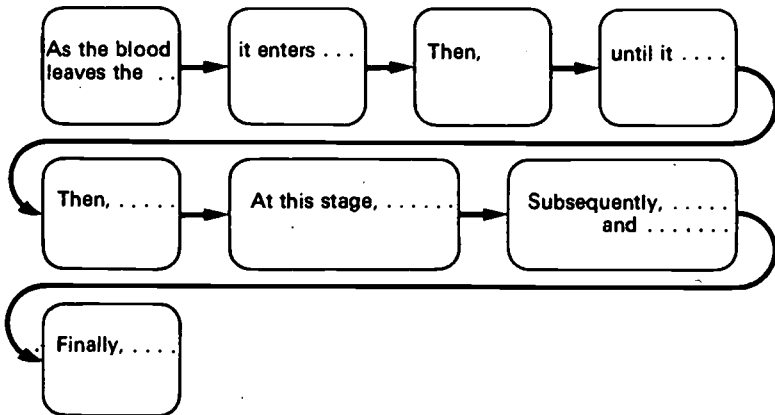 As the blood
leaves the . .
it enters . . .
Then,
until it . . . .
Then, . . . . .
At this stage, . . . . . .
Subsequently, . . . . .
and . . . . . . .
Finally, . . . .